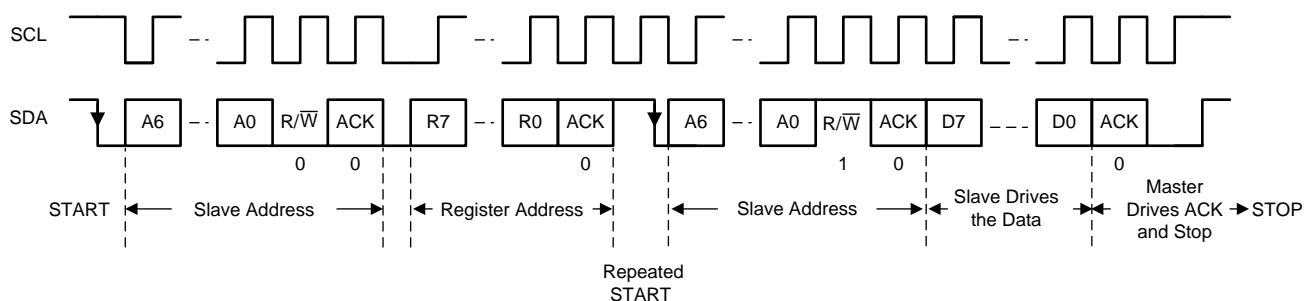 SCL
SDA
A6
A0
R/W̅
ACK
R7
R0
ACK
A6
A0
R/W̅
ACK
D7
D0
ACK
0
0
0
1
0
0
START
Slave Address
Register Address
Slave Address
Slave Drives
the Data
Master
Drives ACK
and Stop
STOP
Repeated
START